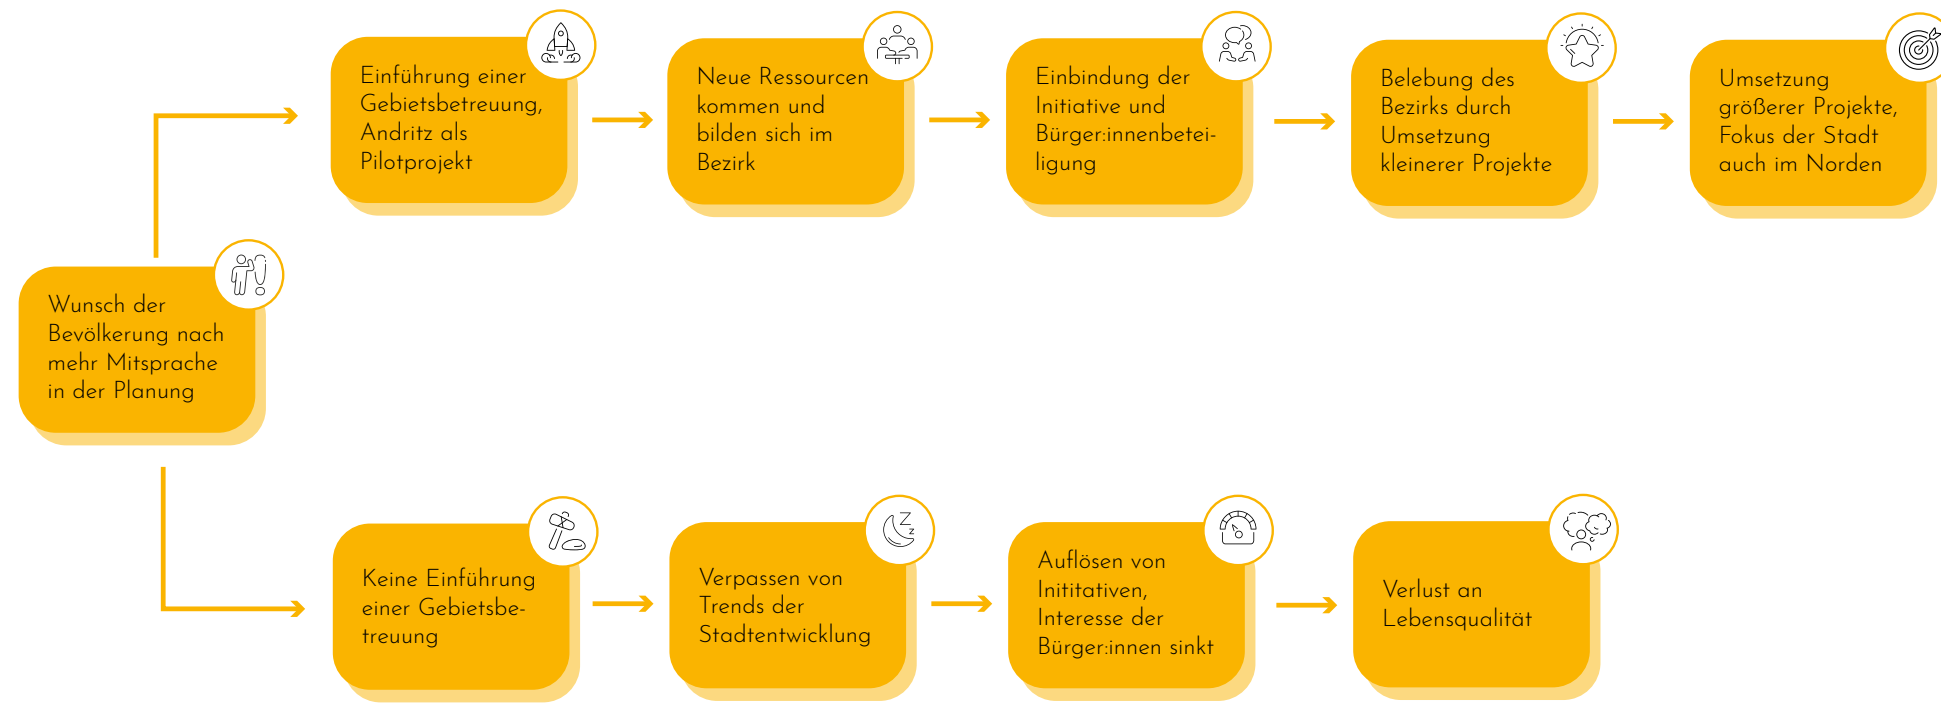 Einführung einer
Gebietsbetreuung,
Andritz als
Pilotprojekt
Neue Ressourcen
kommen und
bilden sich im
Bezirk
Einbindung der
Initiative und
Bürger:innenbetei-
ligung
Belebung des
Bezirks durch
Umsetzung
kleinerer Projekte
Umsetzung
größerer Projekte,
Fokus der Stadt
auch im Norden
Wunsch der
Bevölkerung nach
mehr Mitsprache
in der Planung
Keine Einführung
einer Gebietsbe-
treuung
Verpassen von
Trends der
Stadtentwicklung
Z
z
Auflösen von
Inititativen,
Interesse der
Bürger:innen sinkt
Verlust an
Lebensqualität